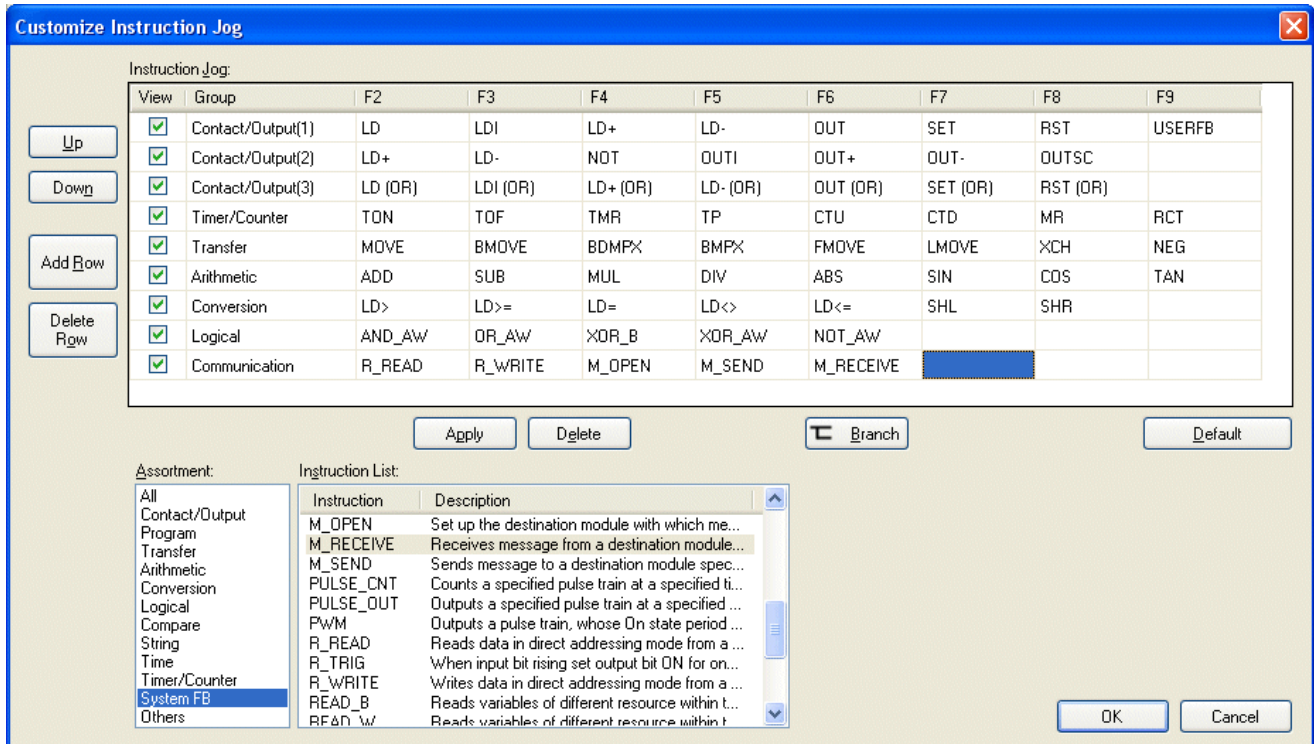 Customize Instruction Jog
Instruction Jog:
View Group F2 F3 F4 F5 F6 F7 F8 F9
Contact/Output(1) LD LDI LD+ LD- OUT SET RST USERFB
Contact/Output(2) LD+ LD- NOT OUTI OUT+ OUT- OUTSC
Contact/Output(3) LD (OR) LDI (OR) LD+ (OR) LD- (OR) OUT (OR) SET (OR) RST (OR)
Timer/Counter TON TOF TMR TP CTU CTD MR RCT
Transfer MOVE BMOVE BDMPX BMPX FMOVE LMOVE XCH NEG
Arithmetic ADD SUB MUL DIV ABS SIN COS TAN
Conversion LD> LD>= LD= LD<> LD<= SHL SHR
Logical AND_AW OR_AW XOR_B XOR_AW NOT_AW
Communication R_READ R_WRITE M_OPEN M_SEND M_RECEIVE
Up
Down
Add Row
Delete Row
Apply Delete Branch Default
Assortment:
All
Contact/Output
Program
Transfer
Arithmetic
Conversion
Logical
Compare
String
Time
Timer/Counter
System FB
Others
Instruction List:
Instruction Description
M_OPEN Set up the destination module with which me...
M_RECEIVE Receives message from a destination module...
M_SEND Sends message to a destination module spec...
PULSE_CNT Counts a specified pulse train at a specified ti...
PULSE_OUT Outputs a specified pulse train at a specified ...
PWM Outputs a pulse train, whose On state period ...
R_READ Reads data in direct addressing mode from a ...
R_TRIG When input bit rising set output bit ON for on...
R_WRITE Writes data in direct addressing mode from a ...
READ_B Reads variables of different resource within t...
READ_W Reads variables of different resource within t
OK Cancel